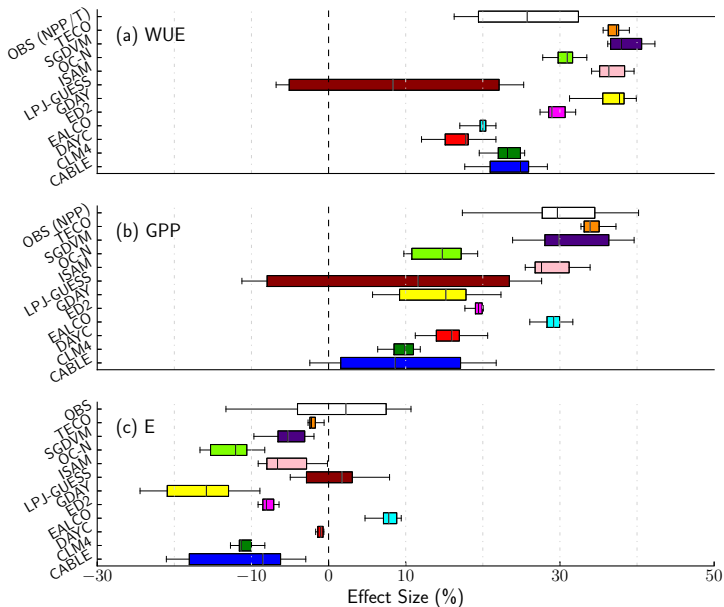 OBS (NPP/T)
TECO
SGDVM
OC-N
ISAM
LPJ-GUESS
GDAY
ED2
EALCO
DAYC
CLM4
CABLE
(a) WUE
OBS (NPP)
TECO
SGDVM
OC-N
ISAM
LPJ-GUESS
GDAY
ED2
EALCO
DAYC
CLM4
CABLE
(b) GPP
OBS
TECO
SGDVM
OC-N
ISAM
LPJ-GUESS
GDAY
ED2
EALCO
DAYC
CLM4
CABLE
(c) E
−30 −10 0 10 30 50
Effect Size (%)